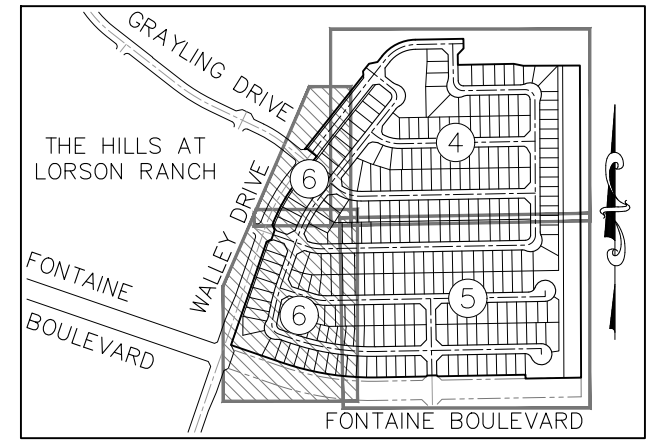 GRAYLING DRIVE
THE HILLS AT
LORSON RANCH
4
6
WALLEY DRIVE
FONTAINE
BOULEVARD
5
6
FONTAINE BOULEVARD